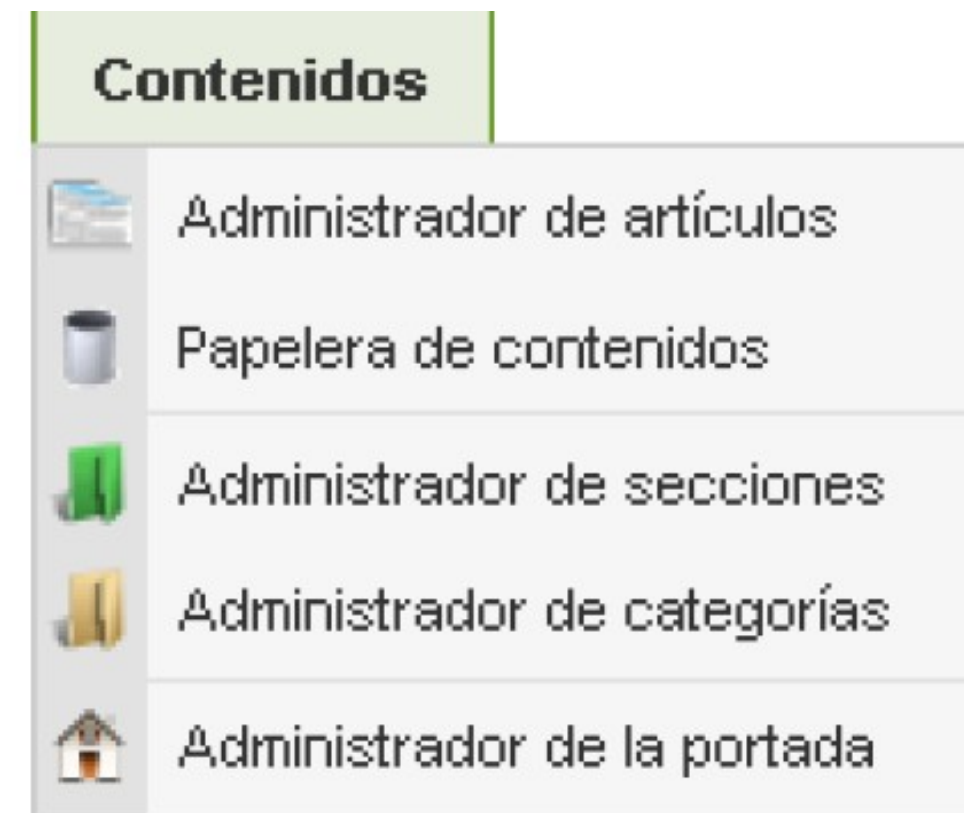 Contenidos
Administrador de artículos
Papelera de contenidos
Administrador de secciones
Administrador de categorías
Administrador de la portada